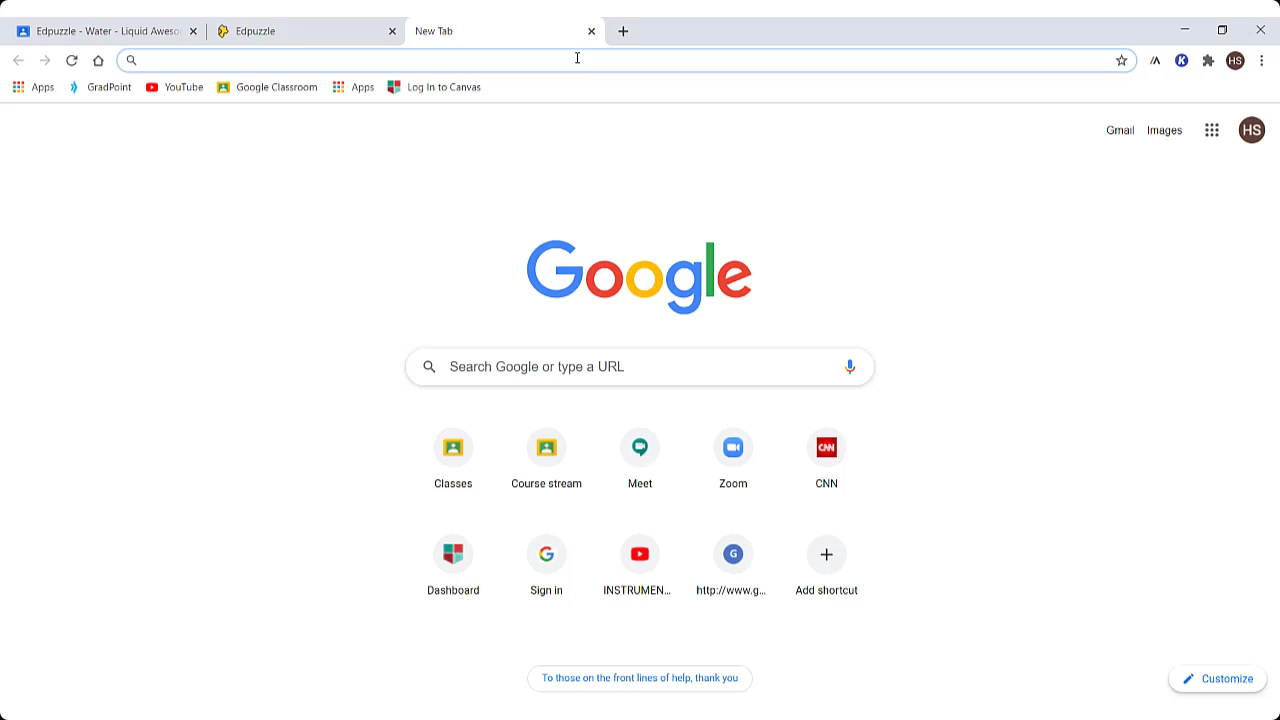 Edpuzzle - Water - Liquid Aweso
Edpuzzle
New Tab
HS
Apps
GradPoint
YouTube
Google Classroom
Apps
Log In to Canvas
Gmail
Images
HS
Google
Search Google or type a URL
CNN
Classes
Course stream
Meet
Zoom
CNN
G
G
Dashboard
Sign in
INSTRUMEN...
http://www.g...
Add shortcut
To those on the front lines of help, thank you
Customize